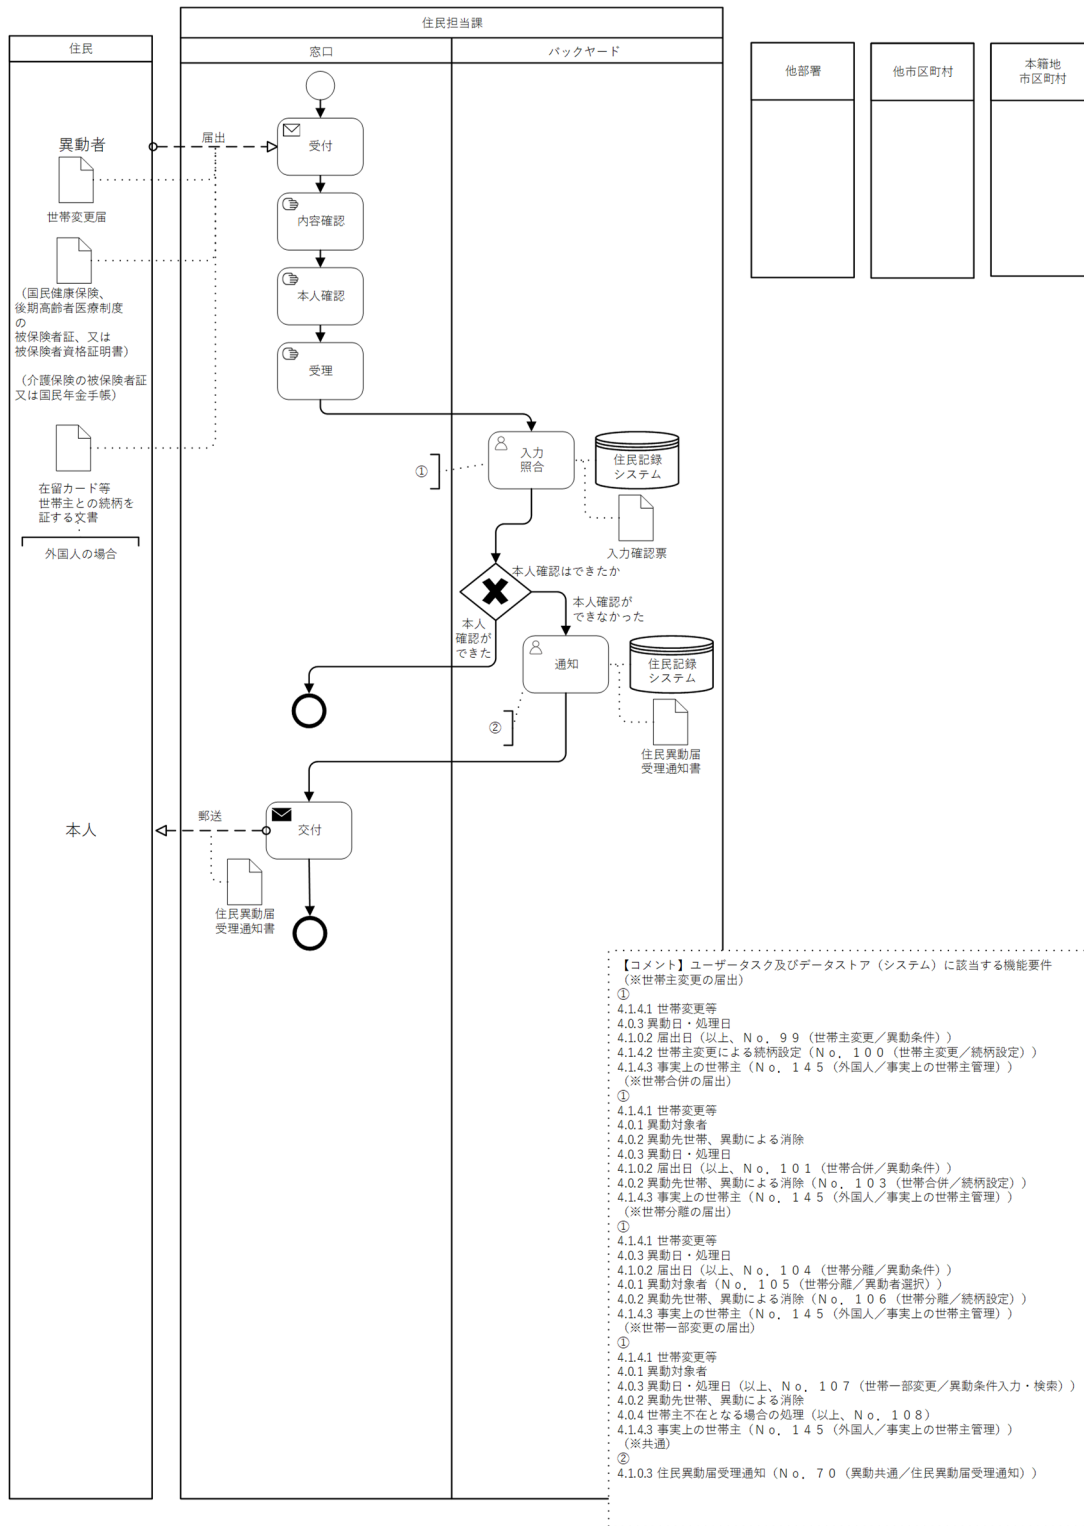 住民担当課
住民
窓口
バックヤード
他部署
他市区町村
本籍地
市区町村
異動者
届出
受付
世帯変更届
内容確認
（国民健康保険、
後期高齢者医療制度
の
被保険者証、又は
被保険者資格証明書）
本人確認
受理
（介護保険の被保険者証
又は国民年金手帳）
①
入力
照合
住民記録
システム
在留カード等
世帯主との続柄を
証する文書
外国人の場合
入力確認票
本人確認はできたか
本人確認が
できなかった
本人
確認が
できた
通知
住民記録
システム
②
住民異動届
受理通知書
本人
郵送
交付
住民異動届
受理通知書
【コメント】ユーザータスク及びデータストア（システム）に該当する機能要件
（※世帯主変更の届出）
①
4.1.4.1 世帯変更等
4.0.3 異動日・処理日
4.1.0.2 届出日（以上、Ｎｏ．９９（世帯主変更／異動条件））
4.1.4.2 世帯主変更による続柄設定（Ｎｏ．１００（世帯主変更／続柄設定））
4.1.4.3 事実上の世帯主（Ｎｏ．１４５（外国人／事実上の世帯主管理））
（※世帯合併の届出）
①
4.1.4.1 世帯変更等
4.0.1 異動対象者
4.0.2 異動先世帯、異動による消除
4.0.3 異動日・処理日
4.1.0.2 届出日（以上、Ｎｏ．１０１（世帯合併／異動条件））
4.0.2 異動先世帯、異動による消除（Ｎｏ．１０３（世帯合併／続柄設定））
4.1.4.3 事実上の世帯主（Ｎｏ．１４５（外国人／事実上の世帯主管理））
（※世帯分離の届出）
①
4.1.4.1 世帯変更等
4.0.3 異動日・処理日
4.1.0.2 届出日（以上、Ｎｏ．１０４（世帯分離／異動条件））
4.0.1 異動対象者（Ｎｏ．１０５（世帯分離／異動者選択））
4.0.2 異動先世帯、異動による消除（Ｎｏ．１０６（世帯分離／続柄設定））
4.1.4.3 事実上の世帯主（Ｎｏ．１４５（外国人／事実上の世帯主管理））
（※世帯一部変更の届出）
①
4.1.4.1 世帯変更等
4.0.1 異動対象者
4.0.3 異動日・処理日（以上、Ｎｏ．１０７（世帯一部変更／異動条件入力・検索））
4.0.2 異動先世帯、異動による消除
4.0.4 世帯主不在となる場合の処理（以上、Ｎｏ．１０８）
4.1.4.3 事実上の世帯主（Ｎｏ．１４５（外国人／事実上の世帯主管理））
（※共通）
②
4.1.0.3 住民異動届受理通知（Ｎｏ．７０（異動共通／住民異動届受理通知））